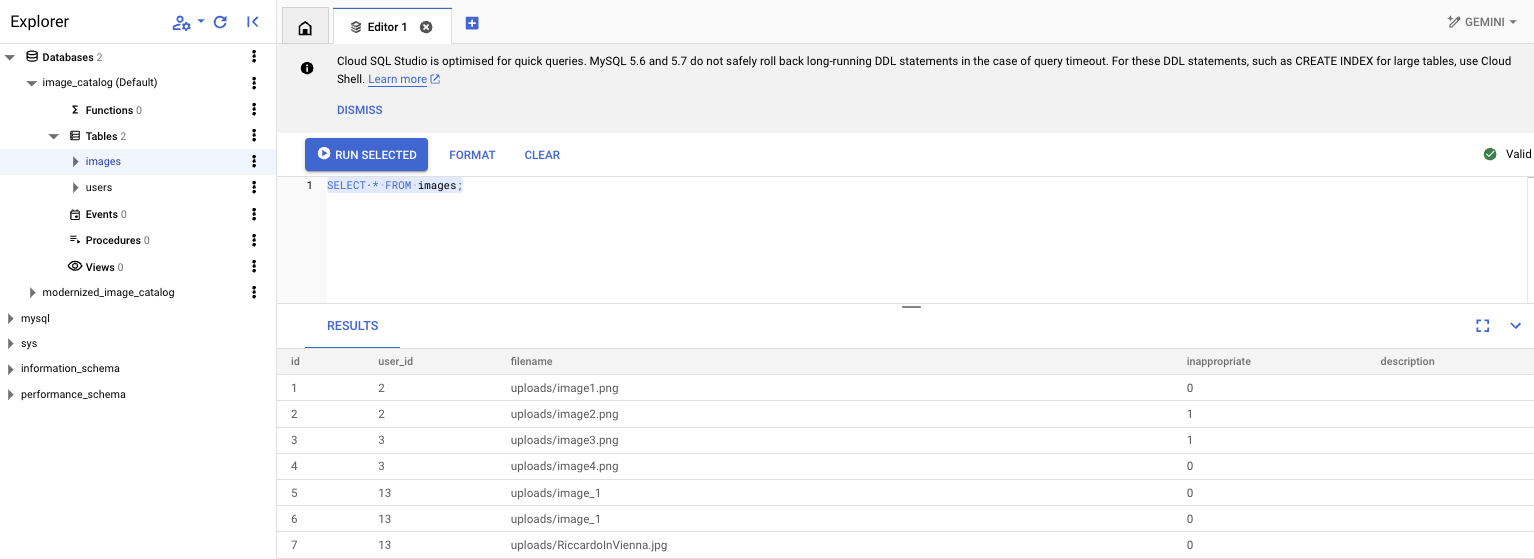 Explorer
Editor 1
GEMINI
Databases 2
image_catalog (Default)
Functions 0
Tables 2
images
users
Events 0
Procedures 0
Views 0
modernized_image_catalog
mysql
sys
information_schema
performance_schema
Cloud SQL Studio is optimised for quick queries. MySQL 5.6 and 5.7 do not safely roll back long-running DDL statements in the case of query timeout. For these DDL statements, such as CREATE INDEX for large tables, use Cloud
Shell. Learn more
DISMISS
RUN SELECTED FORMAT CLEAR Valid
1 SELECT * FROM images;
RESULTS
id user_id filename inappropriate description
1 2 uploads/image1.png 0
2 2 uploads/image2.png 1
3 3 uploads/image3.png 1
4 3 uploads/image4.png 0
5 13 uploads/image_1 0
6 13 uploads/image_1 0
7 13 uploads/RiccardoInVienna.jpg 0